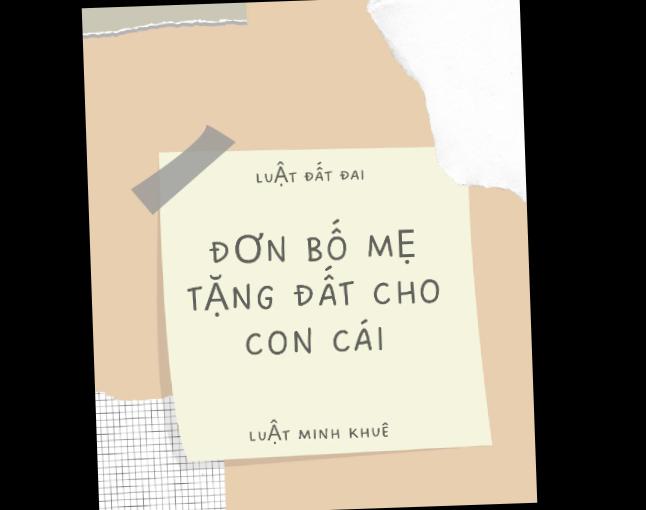 LUẬT ĐẤT ĐAI
ĐƠN BỐ MẸ
TẶNG ĐẤT CHO
CON CÁI
LUẬT MINH KHUÊ